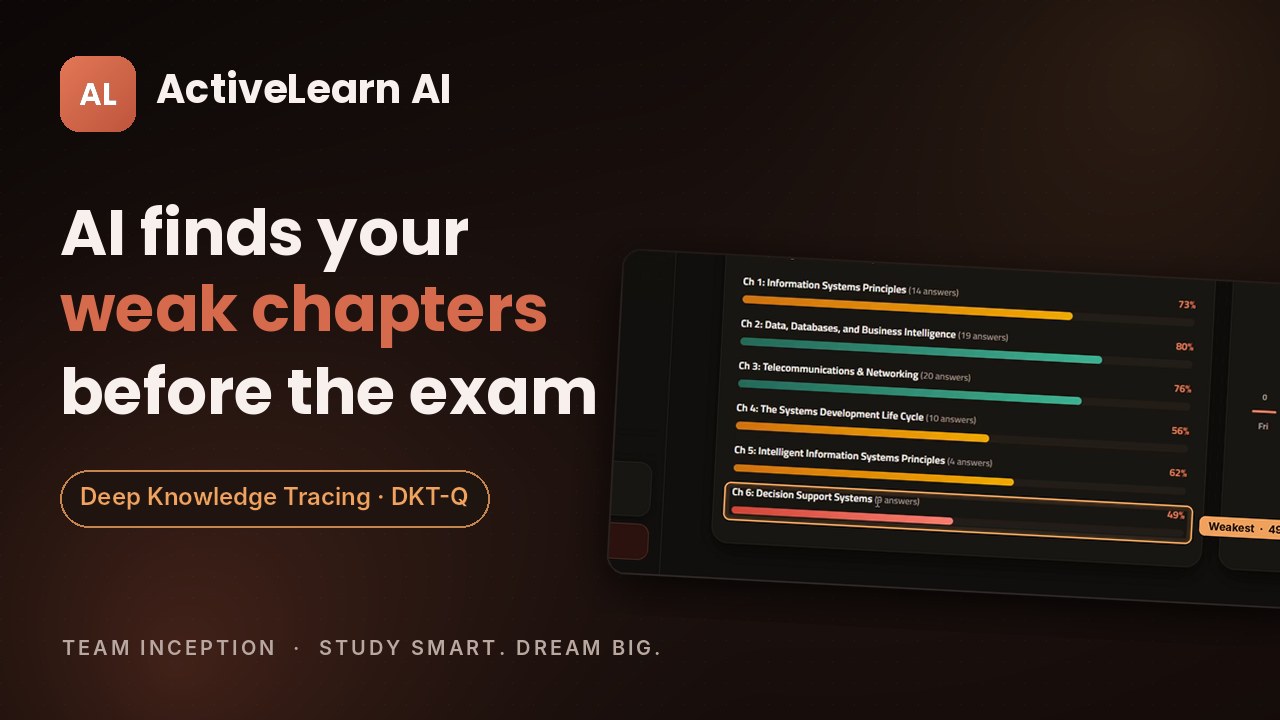 AL
ActiveLearn AI
AI finds your
weak chapters
before the exam
Deep Knowledge Tracing · DKT-Q
TEAM INCEPTION · STUDY SMART. DREAM BIG.
Ch 1: Information Systems Principles (14 answers)
73%
Ch 2: Data, Databases, and Business Intelligence (19 answers)
80%
Ch 3: Telecommunications & Networking (20 answers)
76%
Ch 4: The Systems Development Life Cycle (10 answers)
56%
Ch 5: Intelligent Information Systems Principles (4 answers)
62%
Ch 6: Decision Support Systems answers)
49%
Weakest · 49
0
Fri